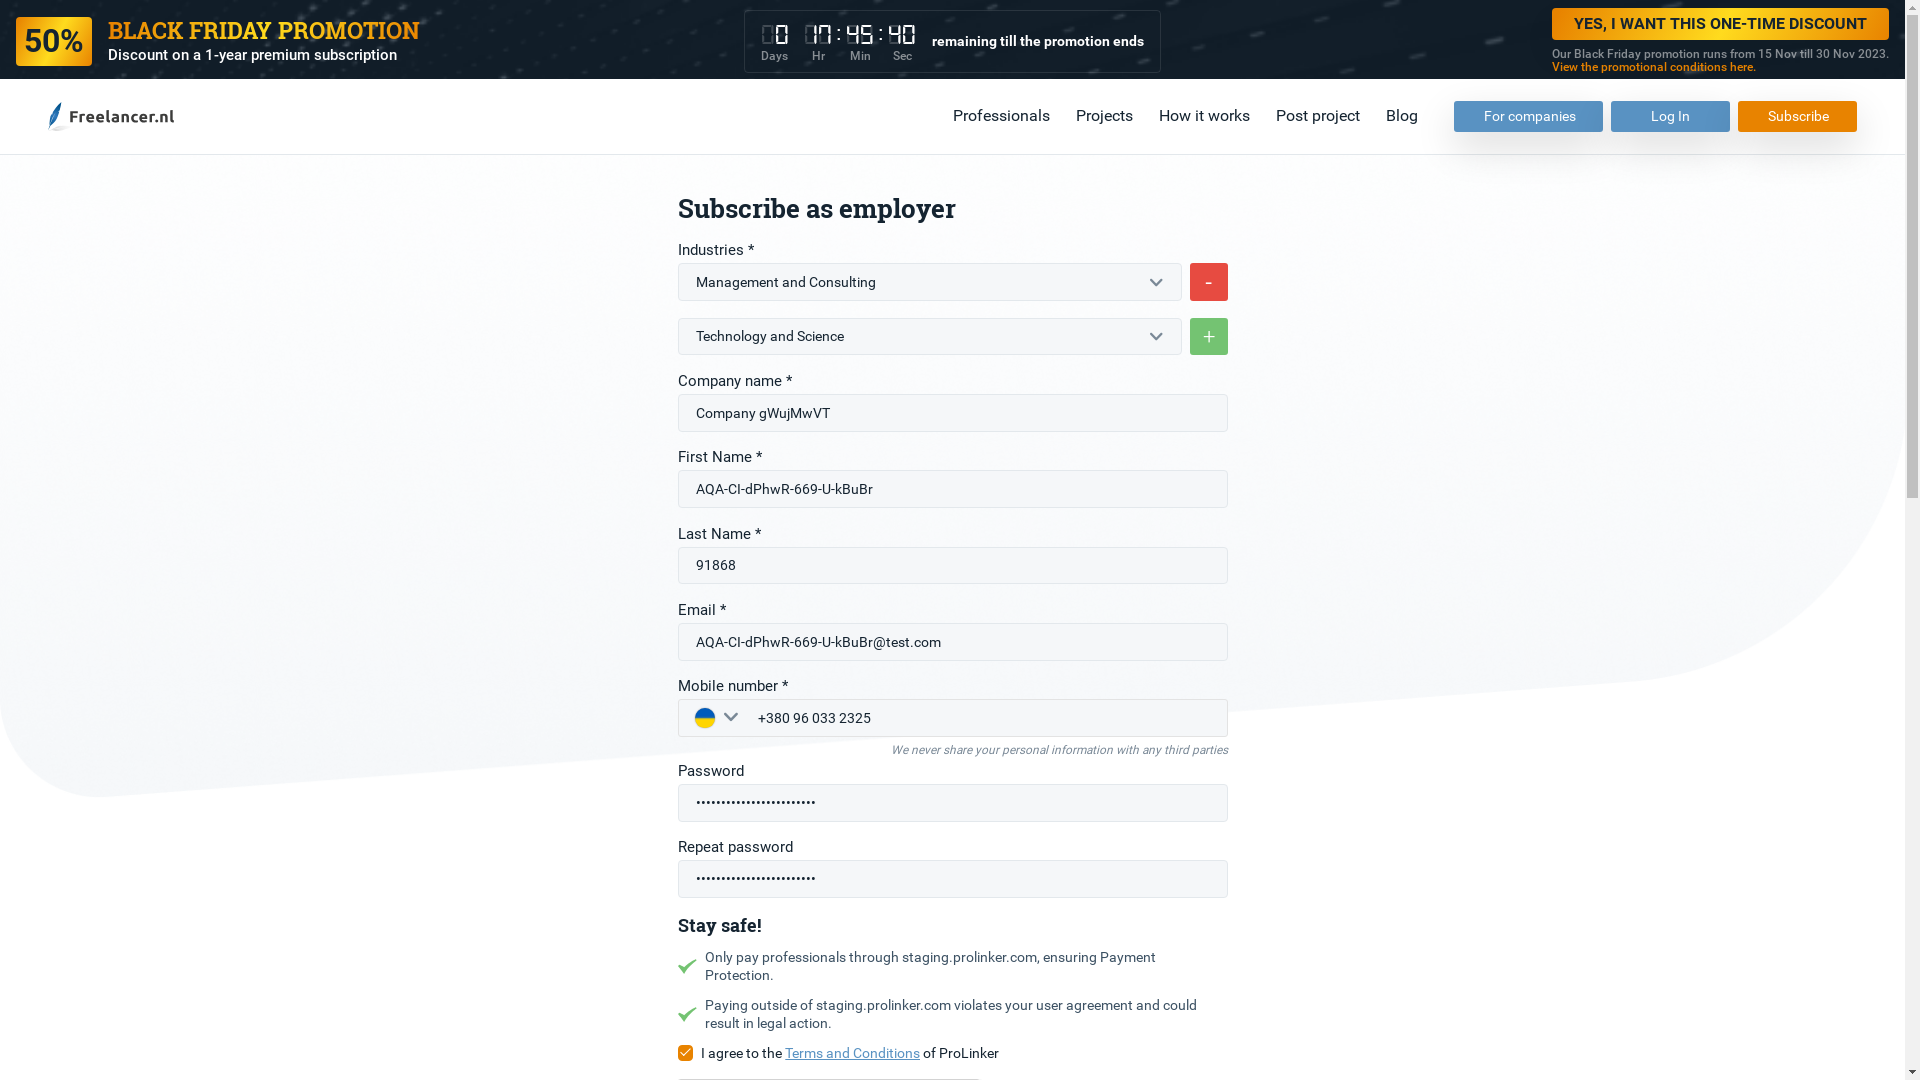 50%
BLACK FRIDAY PROMOTION
Discount on a 1-year premium subscription
0 17 : 45 : 40
Days Hr Min Sec
remaining till the promotion ends
YES, I WANT THIS ONE-TIME DISCOUNT
Our Black Friday promotion runs from 15 Nov till 30 Nov 2023.
View the promotional conditions here.
Freelancer.nl
Professionals Projects How it works Post project Blog For companies Log In Subscribe
Subscribe as employer
Industries *
Management and Consulting -
Technology and Science +
Company name *
Company gWujMwVT
First Name *
AQA-CI-dPhwR-669-U-kBuBr
Last Name *
91868
Email *
AQA-CI-dPhwR-669-U-kBuBr@test.com
Mobile number *
+380 96 033 2325
We never share your personal information with any third parties
Password
••••••••••••••••••••••••
Repeat password
••••••••••••••••••••••••
Stay safe!
Only pay professionals through staging.prolinker.com, ensuring Payment
Protection.
Paying outside of staging.prolinker.com violates your user agreement and could
result in legal action.
I agree to the Terms and Conditions of ProLinker